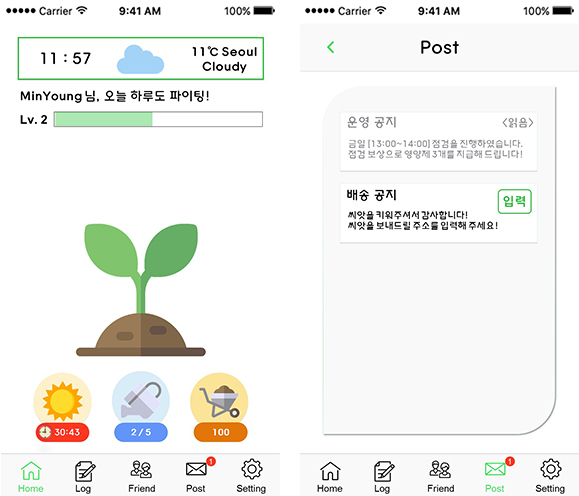 Carrier 9:41 AM 100%
11 : 57
11℃ Seoul
Cloudy
MinYoung 님, 오늘 하루도 파이팅!
Lv. 2
30:43
2 / 5
100
Home
Log
Friend
1
Post
Setting
Carrier 9:41 AM 100%
Post
운영 공지 <읽음>
금일 [13:00~14:00] 점검을 진행하였습니다.
점검 보상으로 영양제 3개를 지급해 드립니다!
배송 공지
입력
씨앗을 키워주셔서 감사합니다!
씨앗을 보내드릴 주소를 입력해 주세요!
Home
Log
Friend
1
Post
Setting